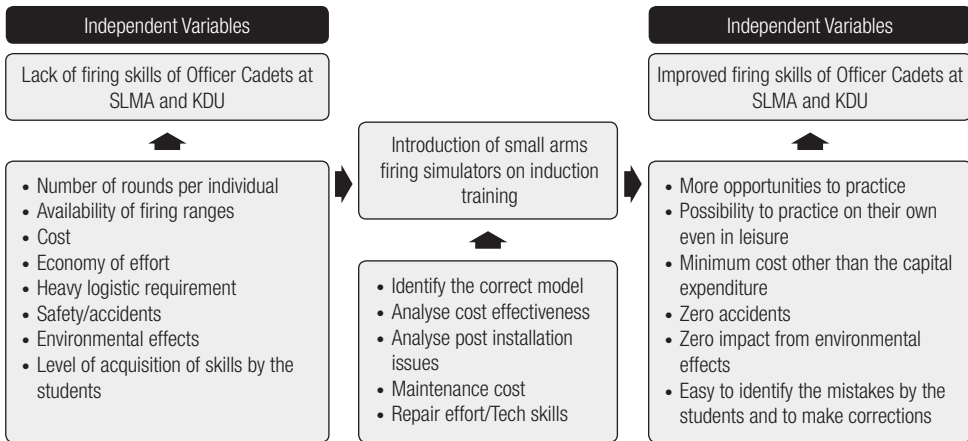 Independent Variables
Lack of firing skills of Officer Cadets at
SLMA and KDU
• Number of rounds per individual
• Availability of firing ranges
• Cost
• Economy of effort
• Heavy logistic requirement
• Safety/accidents
• Environmental effects
• Level of acquisition of skills by the
students
Introduction of small arms
firing simulators on induction
training
• Identify the correct model
• Analyse cost effectiveness
• Analyse post installation
issues
• Maintenance cost
• Repair effort/Tech skills
Independent Variables
Improved firing skills of Officer Cadets at
SLMA and KDU
• More opportunities to practice
• Possibility to practice on their own
even in leisure
• Minimum cost other than the capital
expenditure
• Zero accidents
• Zero impact from environmental
effects
• Easy to identify the mistakes by the
students and to make corrections